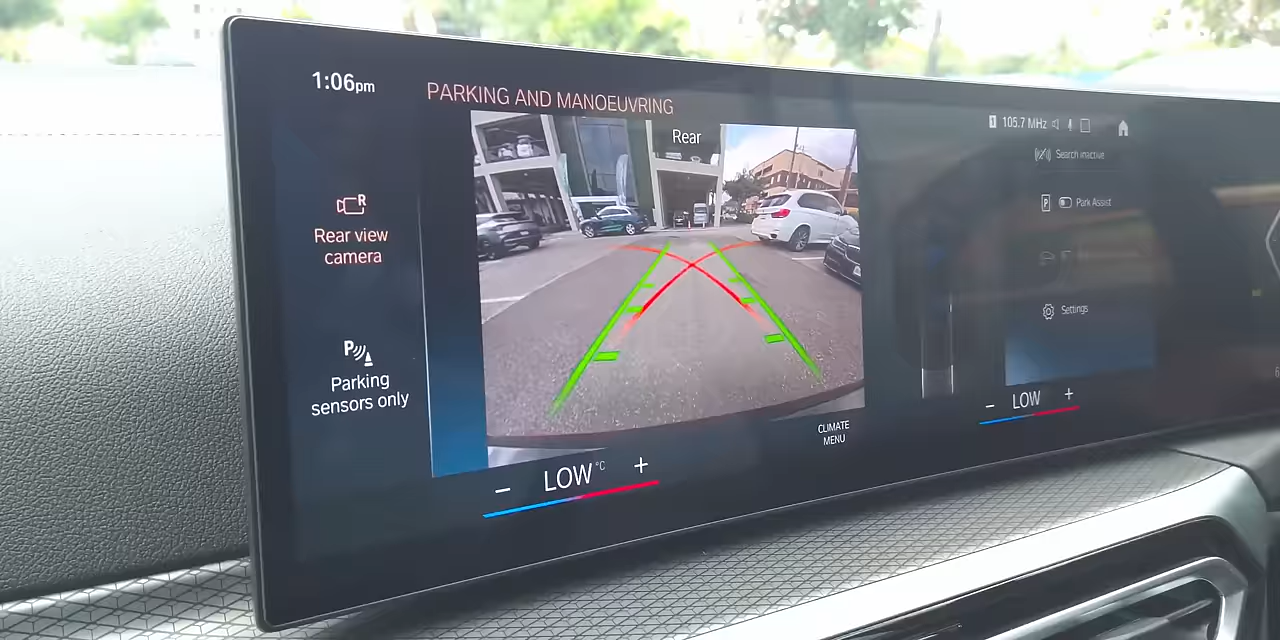 1:06pm
PARKING AND MANOEUVRING
Rear
R
Rear view
camera
P
Parking
sensors only
1 105.7 MHz
Search inactive
P Park Assist
Settings
− LOW °C +
CLIMATE
MENU
− LOW +